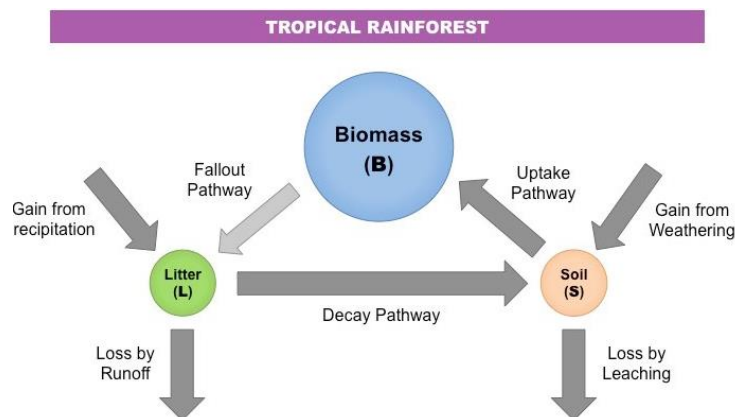 TROPICAL RAINFOREST
Biomass
(B)
Fallout
Pathway
Uptake
Pathway
Gain from
recipitation
Gain from
Weathering
Litter
(L)
Soil
(S)
Decay Pathway
Loss by
Runoff
Loss by
Leaching